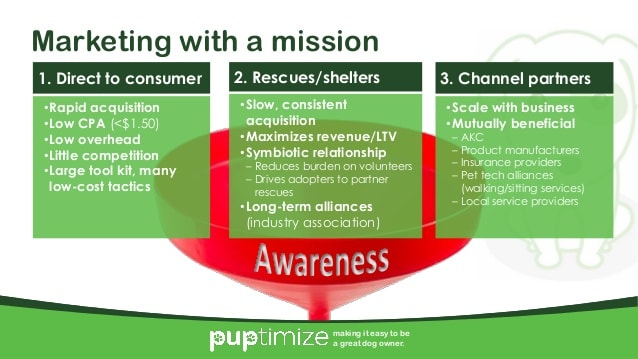 Marketing with a mission
1. Direct to consumer
•Rapid acquisition
•Low CPA (<$1.50)
•Low overhead
•Little competition
•Large tool kit, many
low-cost tactics
2. Rescues/shelters
•Slow, consistent
acquisition
•Maximizes revenue/LTV
•Symbiotic relationship
– Reduces burden on volunteers
– Drives adopters to partner
rescues
•Long-term alliances
(industry association)
3. Channel partners
•Scale with business
•Mutually beneficial
– AKC
– Product manufacturers
– Insurance providers
– Pet tech alliances
(walking/sitting services)
– Local service providers
Awareness
puptimize
making it easy to be
a great dog owner.